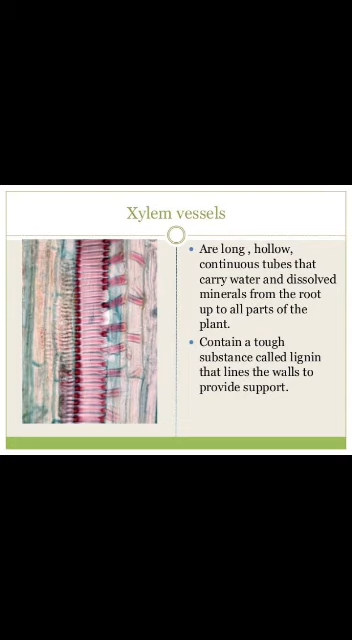 Xylem vessels
• Are long , hollow,
continuous tubes that
carry water and dissolved
minerals from the root
up to all parts of the
plant.
• Contain a tough
substance called lignin
that lines the walls to
provide support.